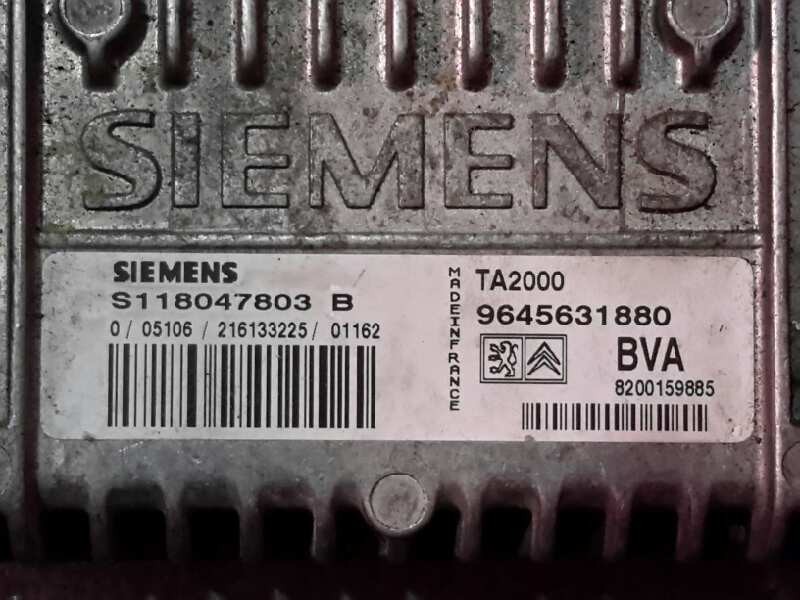 SIEMENS
SIEMENS
S118047803 B
0/ 05106 / 216133225/ 01162
MADE IN FRANCE
TA2000
9645631880
BVA
8200159885